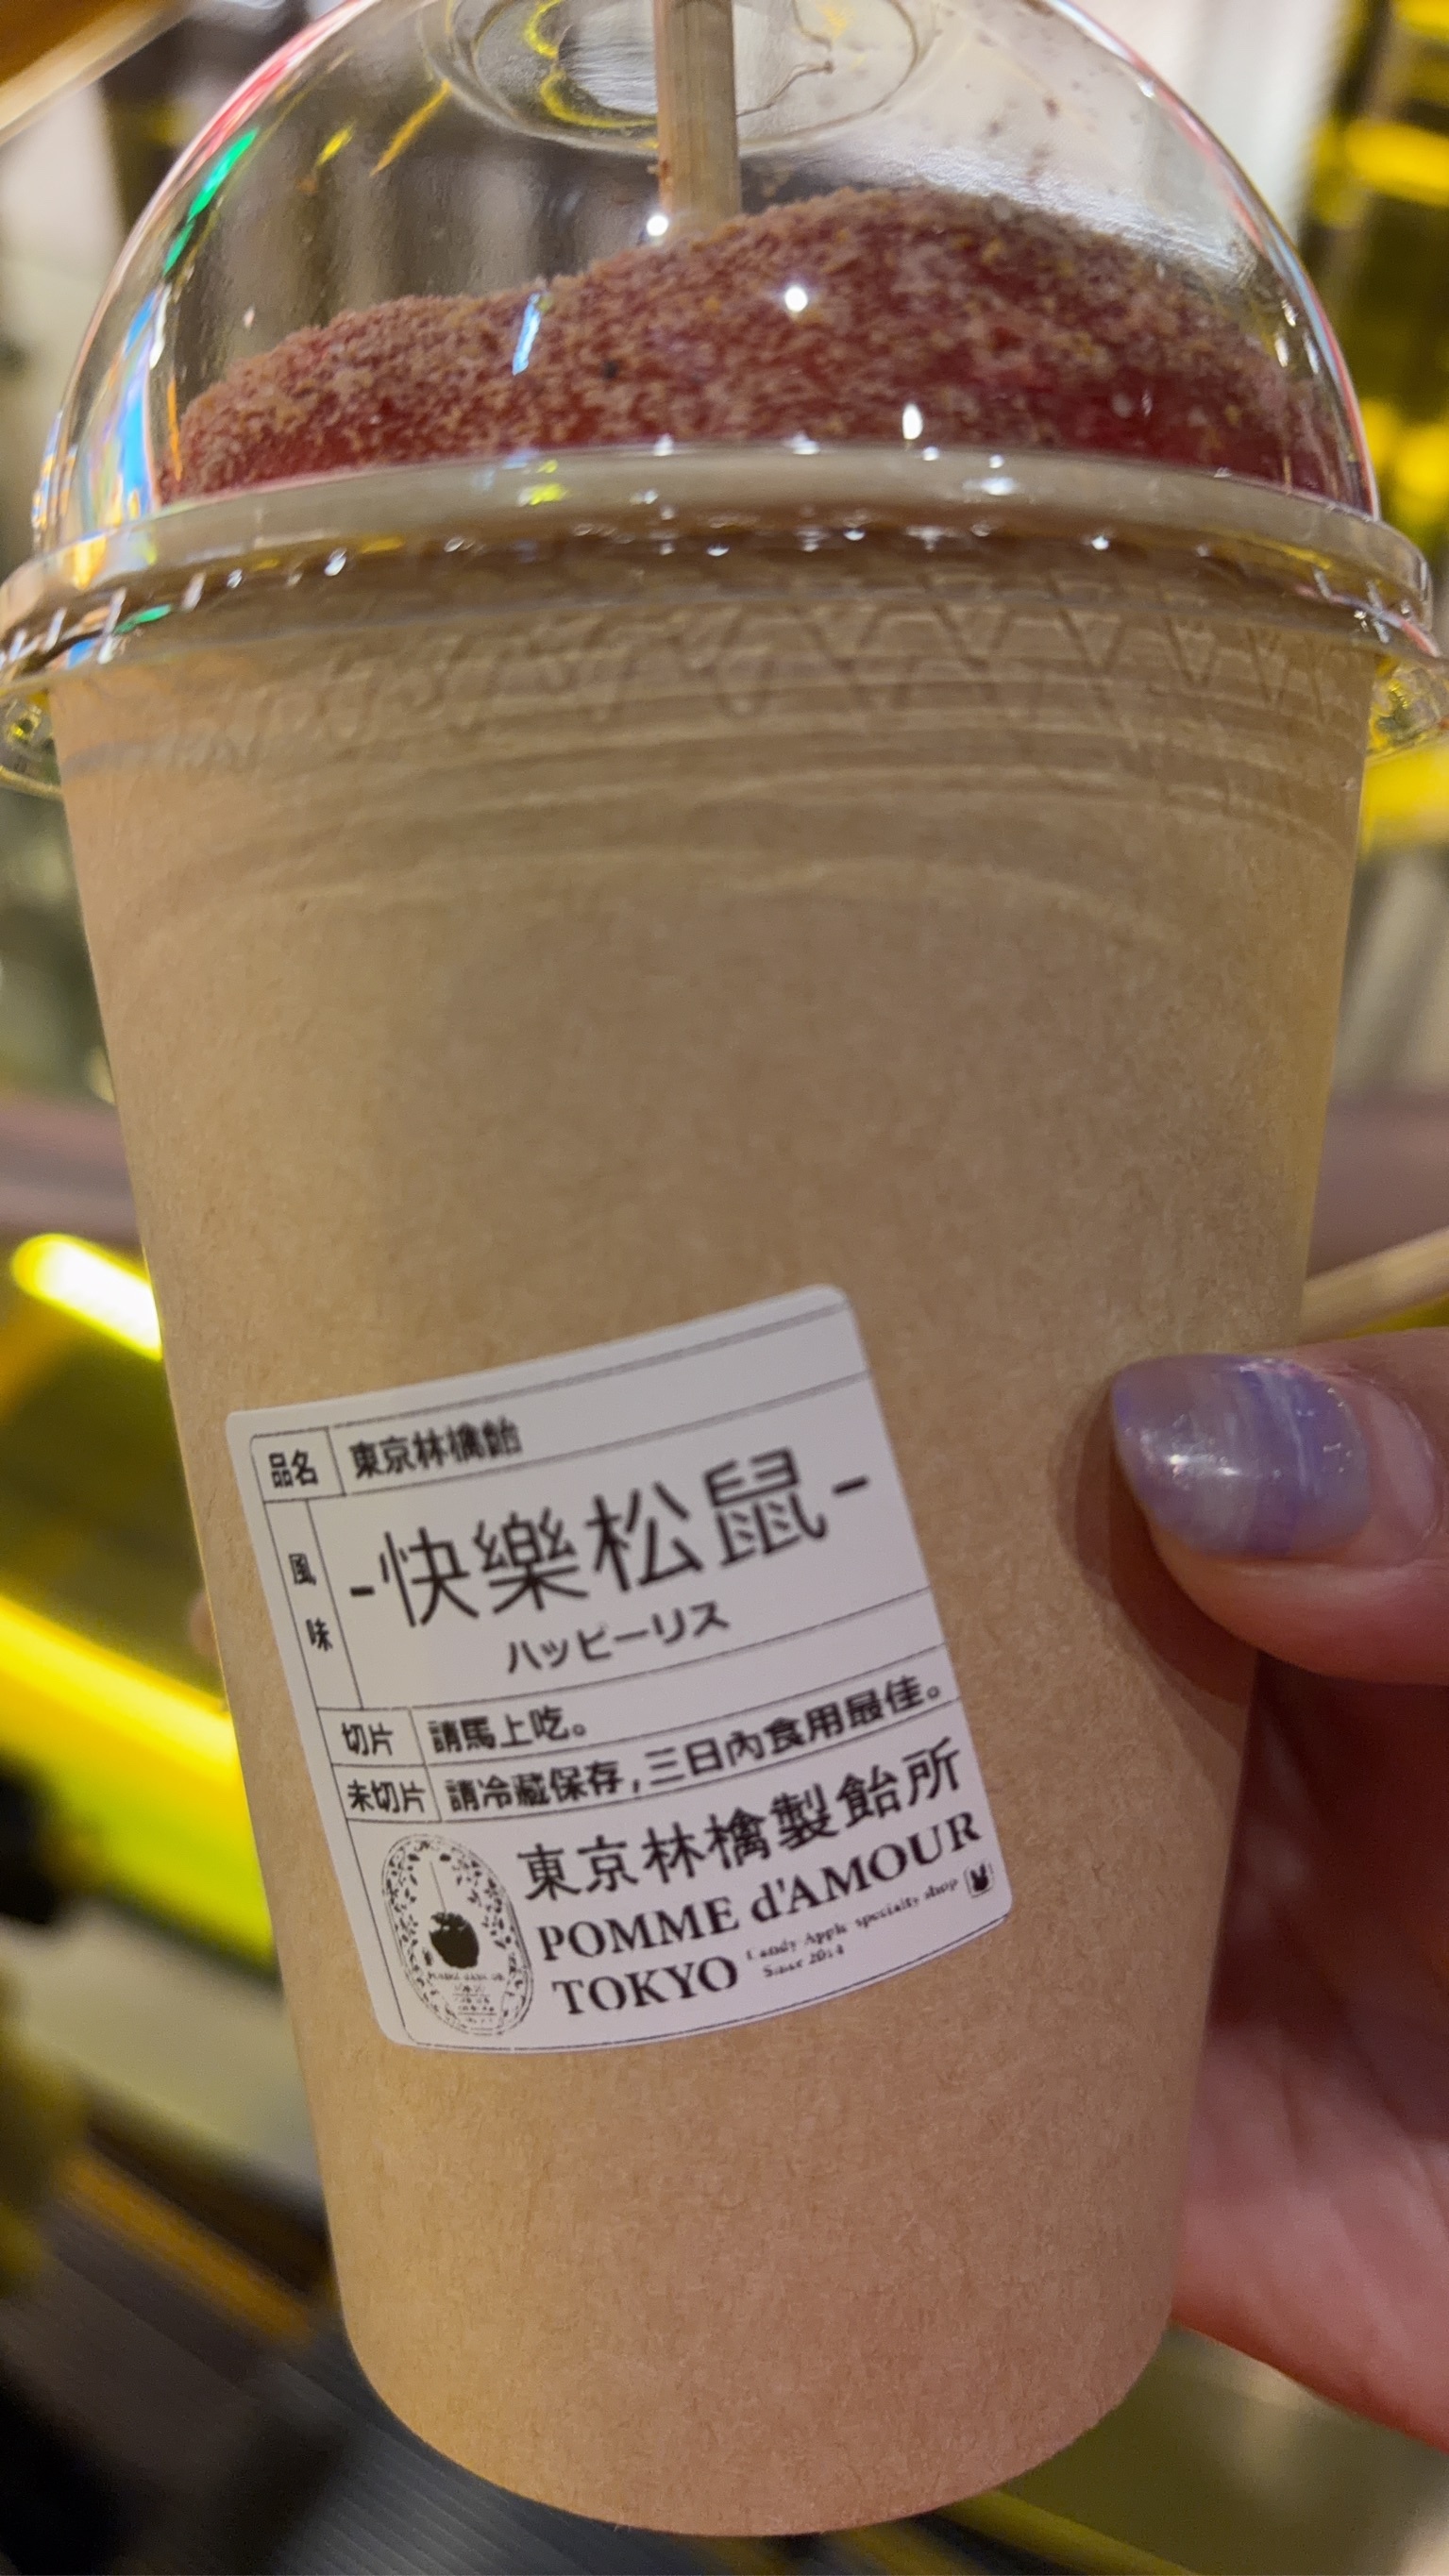 品名 東京林檎飴
風味 -快樂松鼠-
ハッピーリス
切片 請馬上吃。
未切片 請冷藏保存,三日內食用最佳。
東京林檎製飴所
POMME d'AMOUR
TOKYO Candy Apple specialty shop
Since 2014